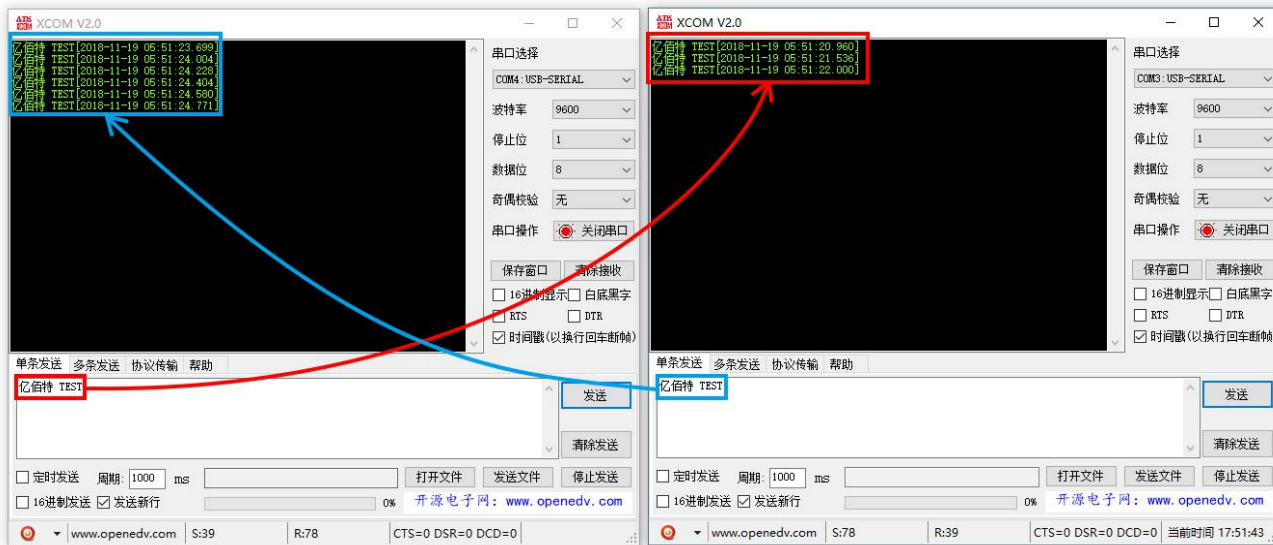 XCOM V2.0
亿佰特 TEST[2018-11-19 05:51:23.699]
亿佰特 TEST[2018-11-19 05:51:24.004]
亿佰特 TEST[2018-11-19 05:51:24.228]
亿佰特 TEST[2018-11-19 05:51:24.404]
亿佰特 TEST[2018-11-19 05:51:24.580]
亿佰特 TEST[2018-11-19 05:51:24.771]
串口选择
COM4:USB-SERIAL
波特率 9600
停止位 1
数据位 8
奇偶校验 无
串口操作 关闭串口
保存窗口 清除接收
16进制显示 白底黑字
RTS DTR
时间戳(以换行回车断帧)
单条发送 多条发送 协议传输 帮助
亿佰特 TEST
发送
清除发送
定时发送 周期: 1000 ms 打开文件 发送文件 停止发送
16进制发送 发送新行 0% 开源电子网: www.openedv.com
www.openedv.com S:39 R:78 CTS=0 DSR=0 DCD=0
XCOM V2.0
亿佰特 TEST[2018-11-19 05:51:20.960]
亿佰特 TEST[2018-11-19 05:51:21.536]
亿佰特 TEST[2018-11-19 05:51:22.000]
串口选择
COM3:USB-SERIAL
波特率 9600
停止位 1
数据位 8
奇偶校验 无
串口操作 关闭串口
保存窗口 清除接收
16进制显示 白底黑字
RTS DTR
时间戳(以换行回车断帧
单条发送 多条发送 协议传输 帮助
亿佰特 TEST
发送
清除发送
定时发送 周期: 1000 ms 打开文件 发送文件 停止发送
16进制发送 发送新行 0% 开源电子网: www.openedv.com
www.openedv.com S:78 R:39 CTS=0 DSR=0 DCD=0 当前时间 17:51:43